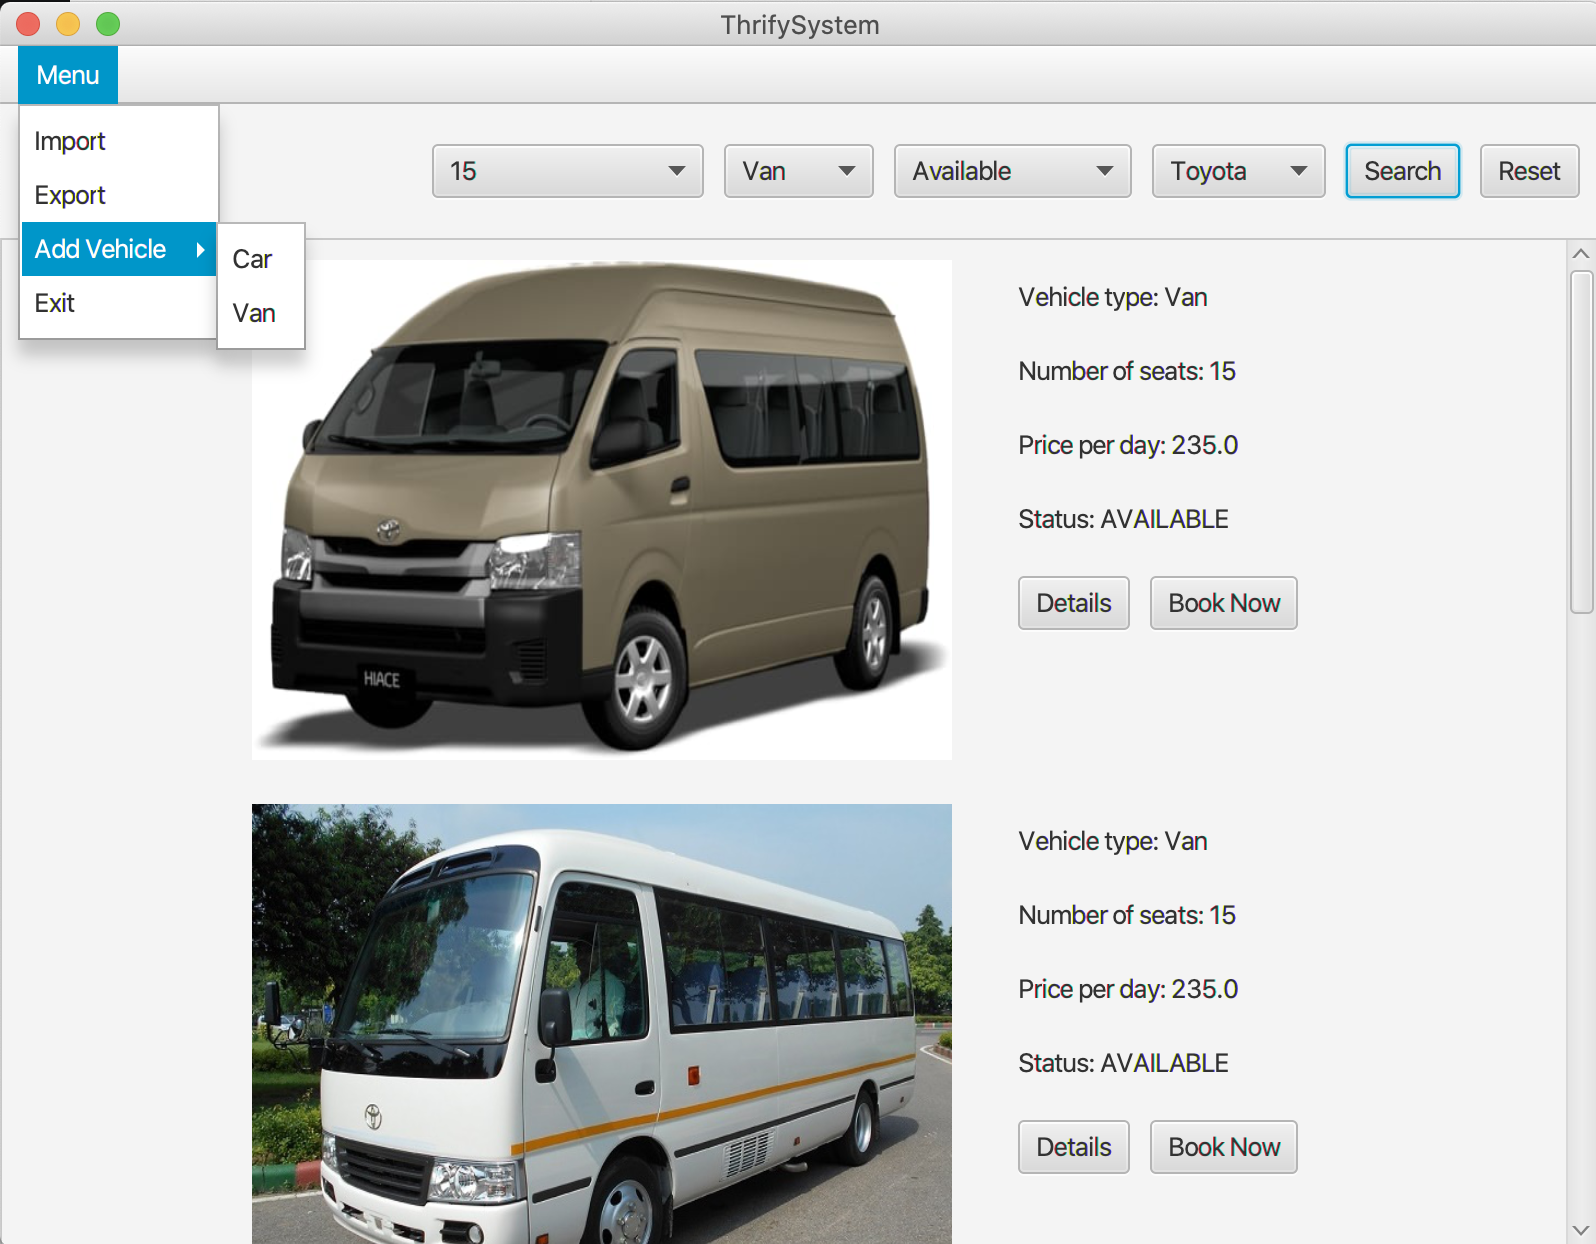 ThrifySystem
Menu
Import
Export
Add Vehicle
Exit
Car
Van
15
Van
Available
Toyota
Search
Reset
Vehicle type: Van
Number of seats: 15
Price per day: 235.0
Status: AVAILABLE
Details
Book Now
HIACE
Vehicle type: Van
Number of seats: 15
Price per day: 235.0
Status: AVAILABLE
Details
Book Now